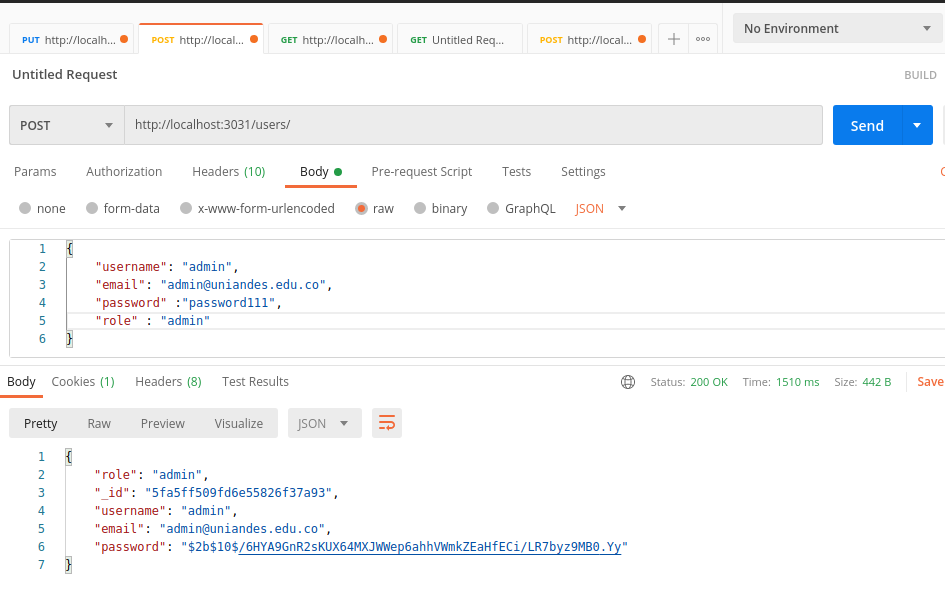 PUT http://localh... POST http://local... GET http://localh... GET Untitled Req... POST http://local... No Environment
Untitled Request BUILD
POST http://localhost:3031/users/ Send
Params Authorization Headers (10) Body Pre-request Script Tests Settings
none form-data x-www-form-urlencoded raw binary GraphQL JSON
1 {
2 "username": "admin",
3 "email": "admin@uniandes.edu.co",
4 "password" :"password111",
5 "role" : "admin"
6 }
Body Cookies (1) Headers (8) Test Results Status: 200 OK Time: 1510 ms Size: 442 B Save
Pretty Raw Preview Visualize JSON
1 {
2 "role": "admin",
3 "_id": "5fa5ff509fd6e55826f37a93",
4 "username": "admin",
5 "email": "admin@uniandes.edu.co",
6 "password": "$2b$10$/6HYA9GnR2sKUX64MXJWWep6ahhVWmkZEaHfECi/LR7byz9MB0.Yy"
7 }